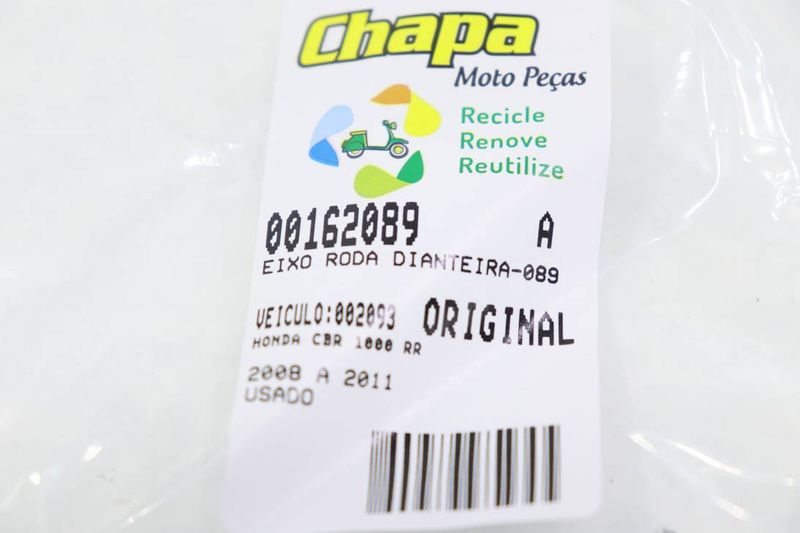 Chapa
Moto Peças
Recicle
Renove
Reutilize
00162089 A
EIXO RODA DIANTEIRA-089
VEICULO:002093 ORIGINAL
HONDA CBR 1000 RR
2008 A 2011
USADO